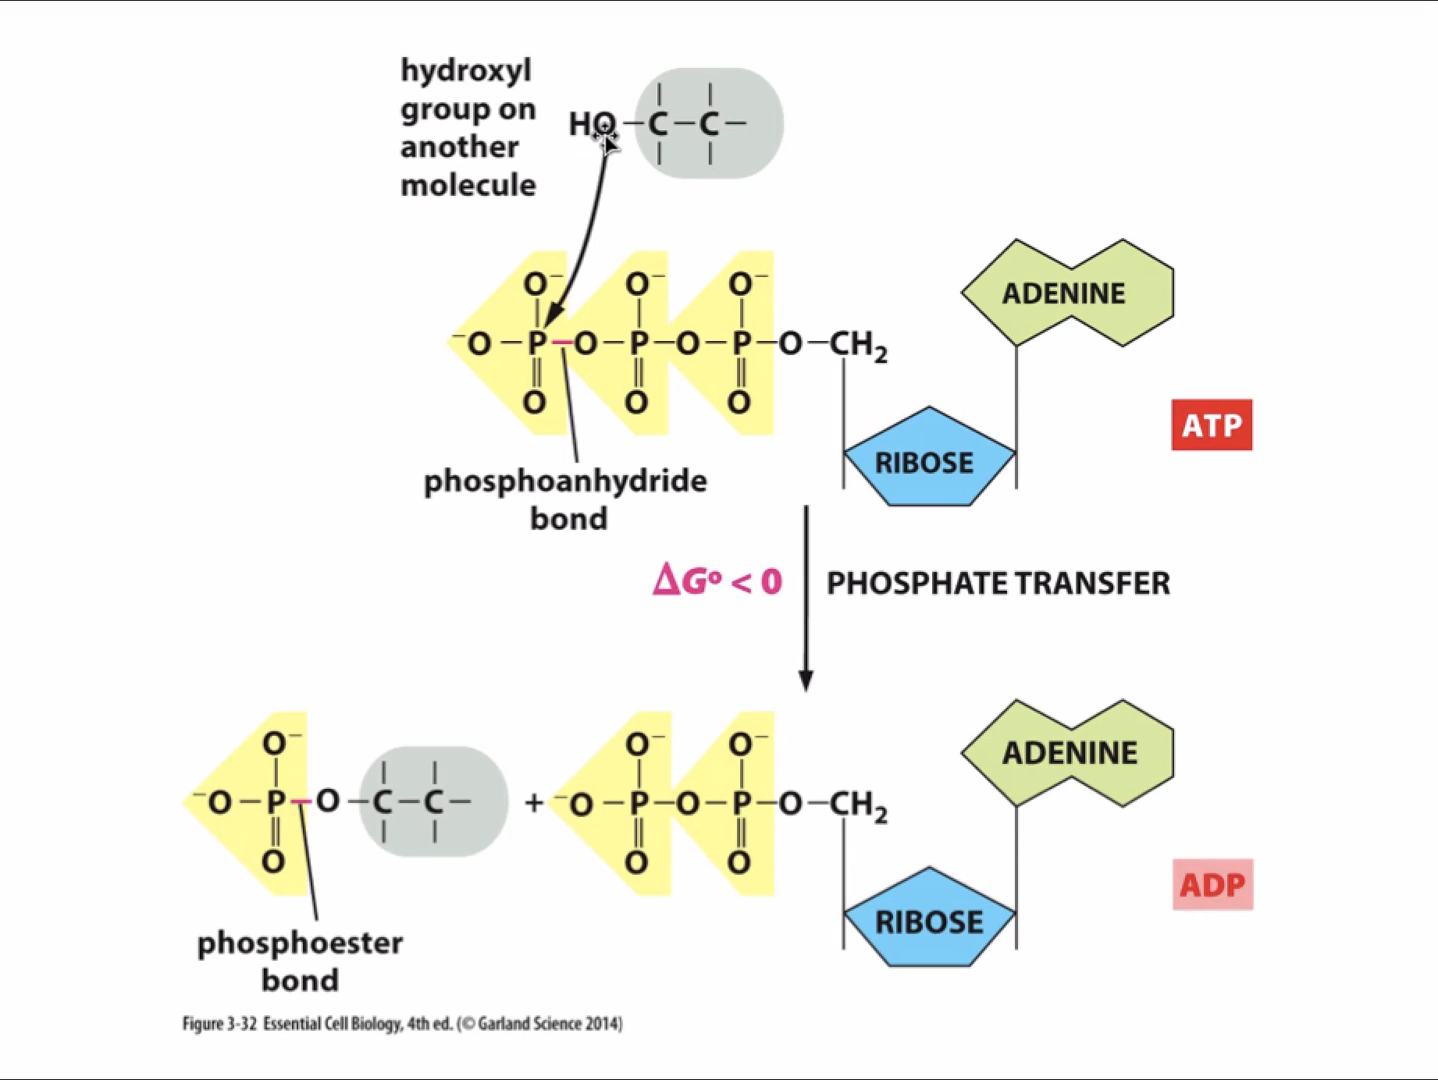 hydroxyl
group on
another
molecule
HO–C–C–
O⁻ O⁻ O⁻
⁻O–P–O–P–O–P–O–CH₂
O O O
ADENINE
RIBOSE
ATP
phosphoanhydride
bond
ΔG° < 0
PHOSPHATE TRANSFER
O⁻ O⁻ O⁻
⁻O–P–O–C–C– + ⁻O–P–O–P–O–CH₂
O O O
ADENINE
RIBOSE
ADP
phosphoester
bond
Figure 3-32 Essential Cell Biology, 4th ed. (© Garland Science 2014)